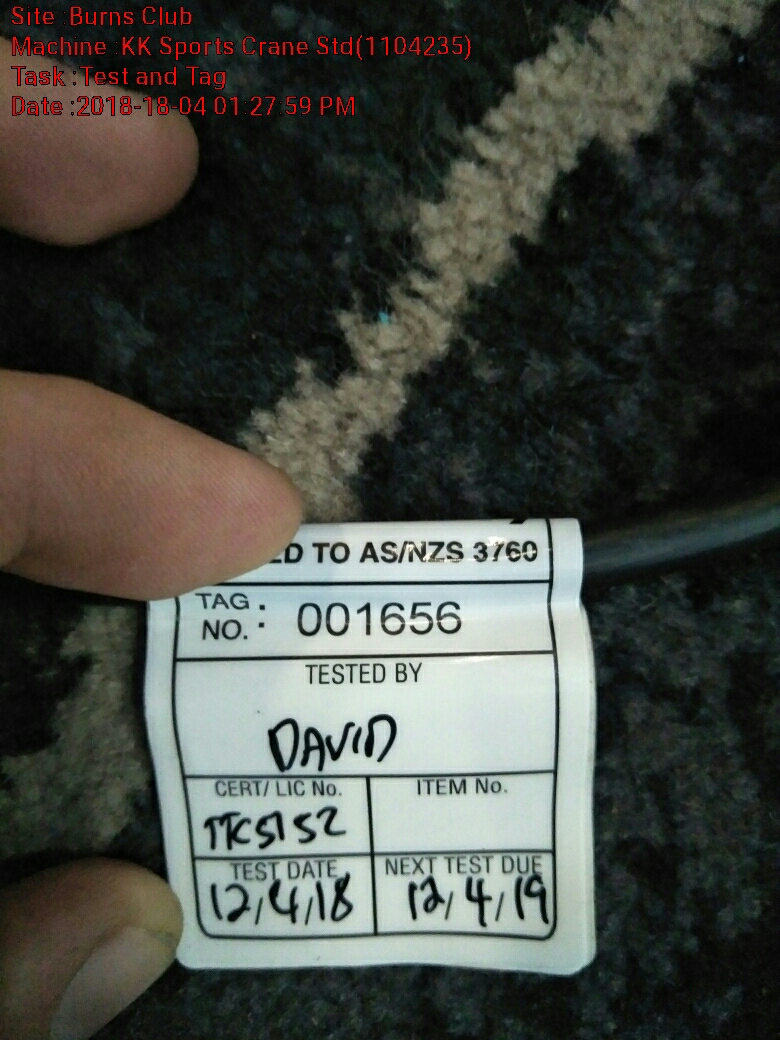 Site :Burns Club
Machine :KK Sports Crane Std(1104235)
Task :Test and Tag
Date :2018-18-04 01:27:59 PM
TO AS/NZS 3760
TAG NO. : 001656
TESTED BY
DAVID
CERT/ LIC No. ITEM No.
TTC5152
TEST DATE NEXT TEST DUE
12/4/18 12/4/19